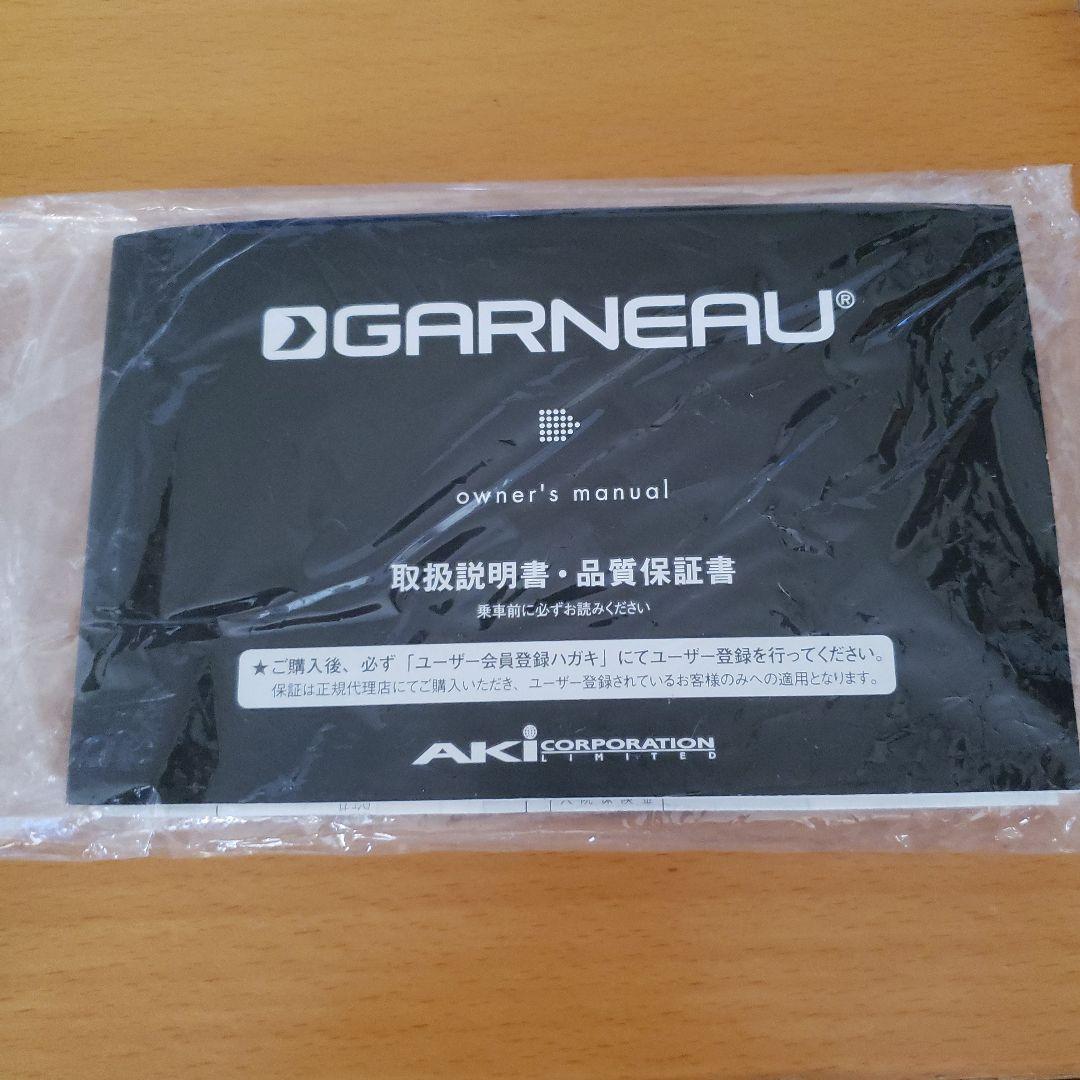 GARNEAU®
owner's manual
取扱説明書・品質保証書
乗車前に必ずお読みください
★ご購入後、必ず「ユーザー会員登録ハガキ」にてユーザー登録を行ってください。
保証は正規代理店にてご購入いただき、ユーザー登録されているお客様のみへの適用となります。
AKI CORPORATION
LIMITED
入院保険金